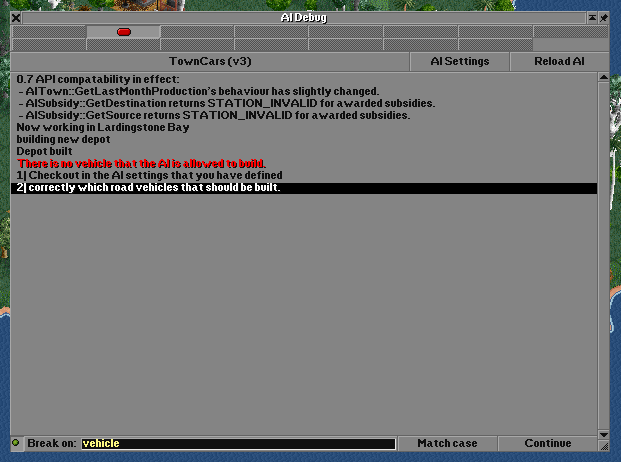 AI Debug
TownCars (v3)
AI Settings
Reload AI
0.7 API compatability in effect:
- AITown::GetLastMonthProduction's behaviour has slightly changed.
- AISubsidy::GetDestination returns STATION_INVALID for awarded subsidies.
- AISubsidy::GetSource returns STATION_INVALID for awarded subsidies.
Now working in Lardingstone Bay
building new depot
Depot built
There is no vehicle that the AI is allowed to build.
1| Checkout in the AI settings that you have defined
2| correctly which road vehicles that should be built.
Break on: vehicle
Match case
Continue